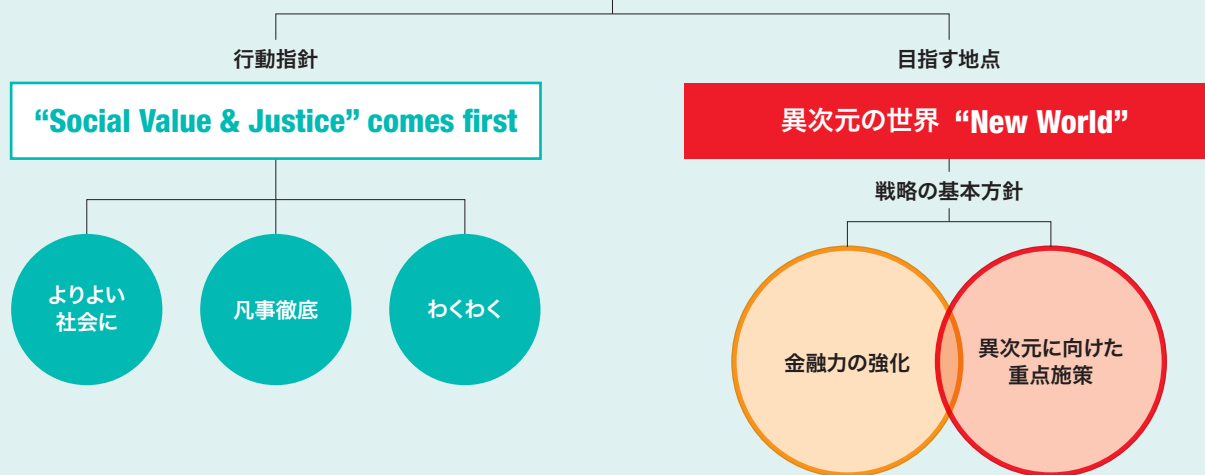 行動指針
“Social Value & Justice” comes first
よりよい
社会に
凡事徹底
わくわく
目指す地点
異次元の世界 “New World”
戦略の基本方針
金融力の強化
異次元に向けた
重点施策